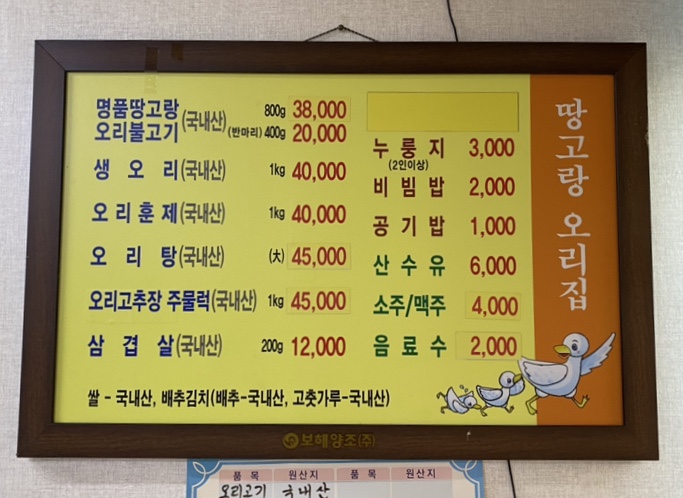 명품땅고랑 (국내산) 800g 38,000
오리불고기 (반마리) 400g 20,000
생오리(국내산) 1kg 40,000
오리훈제(국내산) 1kg 40,000
오리탕(국내산) (大) 45,000
오리고추장 주물럭(국내산) 1kg 45,000
삼겹살(국내산) 200g 12,000
쌀 - 국내산, 배추김치(배추-국내산, 고춧가루-국내산)
누룽지 3,000
(2인이상)
비빔밥 2,000
공기밥 1,000
산수유 6,000
소주/맥주 4,000
음료수 2,000
땅고랑 오리집
보해양조(주)
품목 원산지 품목 원산지
오리고기 국내산